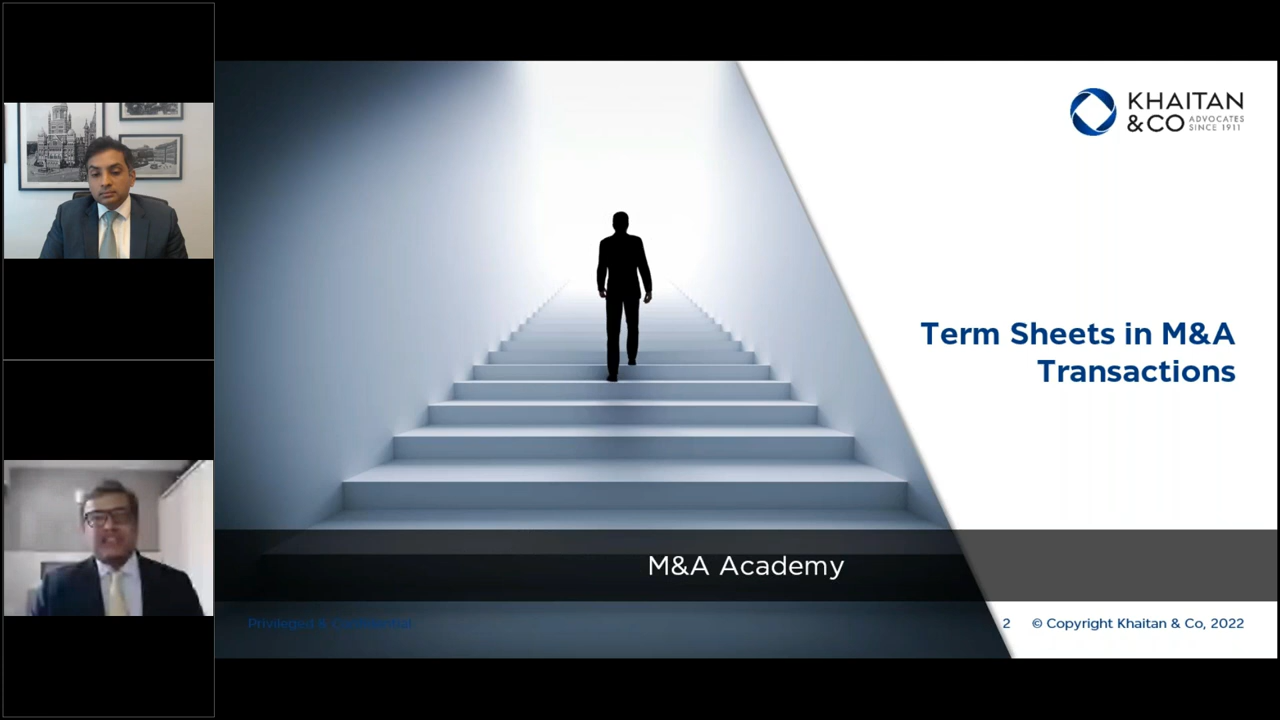 KHAITAN
&CO ADVOCATES
SINCE 1911
Term Sheets in M&A
Transactions
M&A Academy
Privileged & Confidential
2 © Copyright Khaitan & Co, 2022